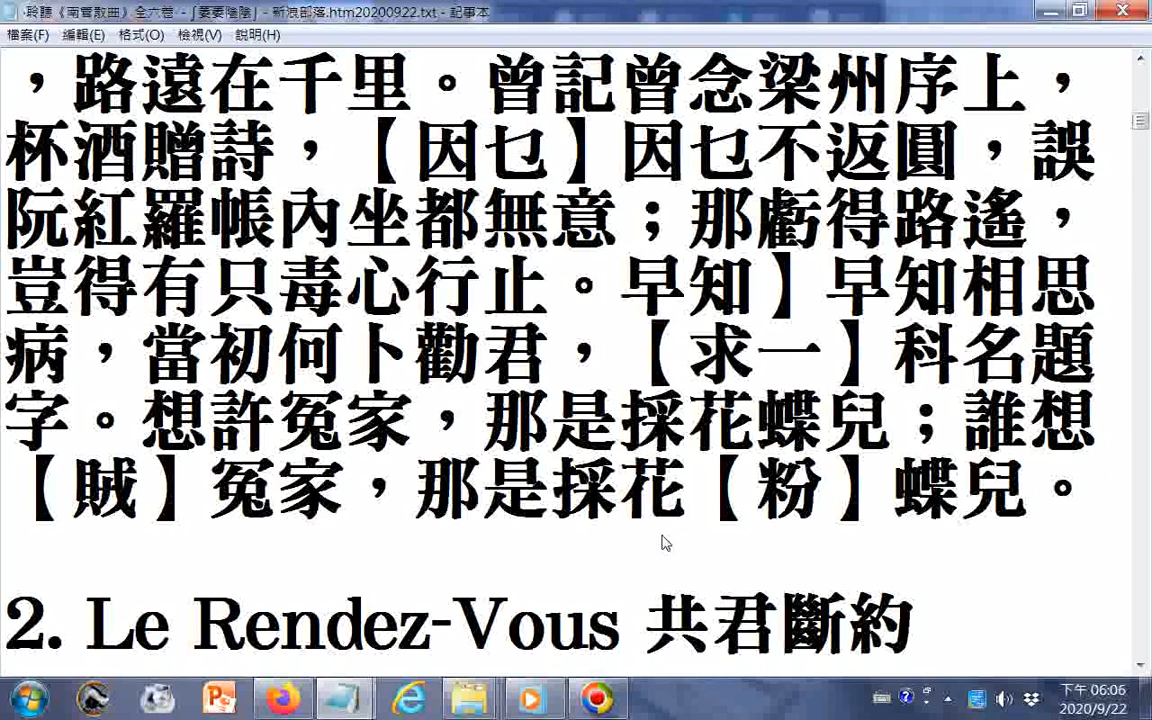 聆聽《南管散曲》全六卷 - ｢萋萋隂隂｣ - 新浪部落.htm20200922.txt - 記事本
檔案(F) 編輯(E) 格式(O) 檢視(V) 說明(H)
，路遠在千里。曾記曾念梁州序上，
杯酒贈詩，【因乜】因乜不返圓，誤
阮紅羅帳內坐都無意；那虧得路遙，
豈得有只毒心行止。早知】早知相思
病，當初何卜勸君，【求一】科名題
字。想許冤家，那是採花蝶兒；誰想
【賊】冤家，那是採花【粉】蝶兒。
2. Le Rendez-Vous 共君斷約
下午 06:06
2020/9/22